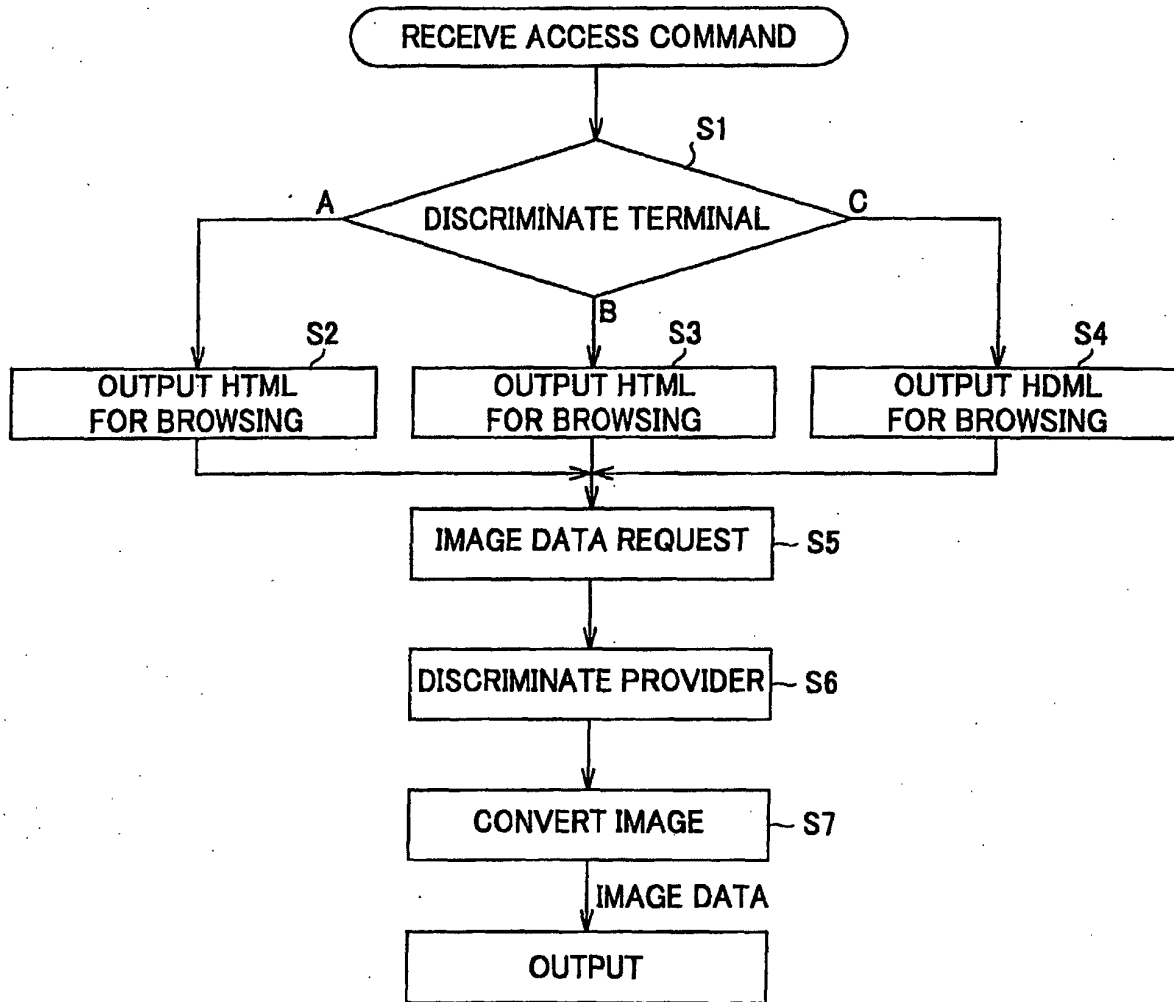 RECEIVE ACCESS COMMAND
S1
A
DISCRIMINATE TERMINAL
C
B
S2
OUTPUT HTML
FOR BROWSING
S3
OUTPUT HTML
FOR BROWSING
S4
OUTPUT HDML
FOR BROWSING
IMAGE DATA REQUEST
S5
DISCRIMINATE PROVIDER
S6
CONVERT IMAGE
S7
IMAGE DATA
OUTPUT